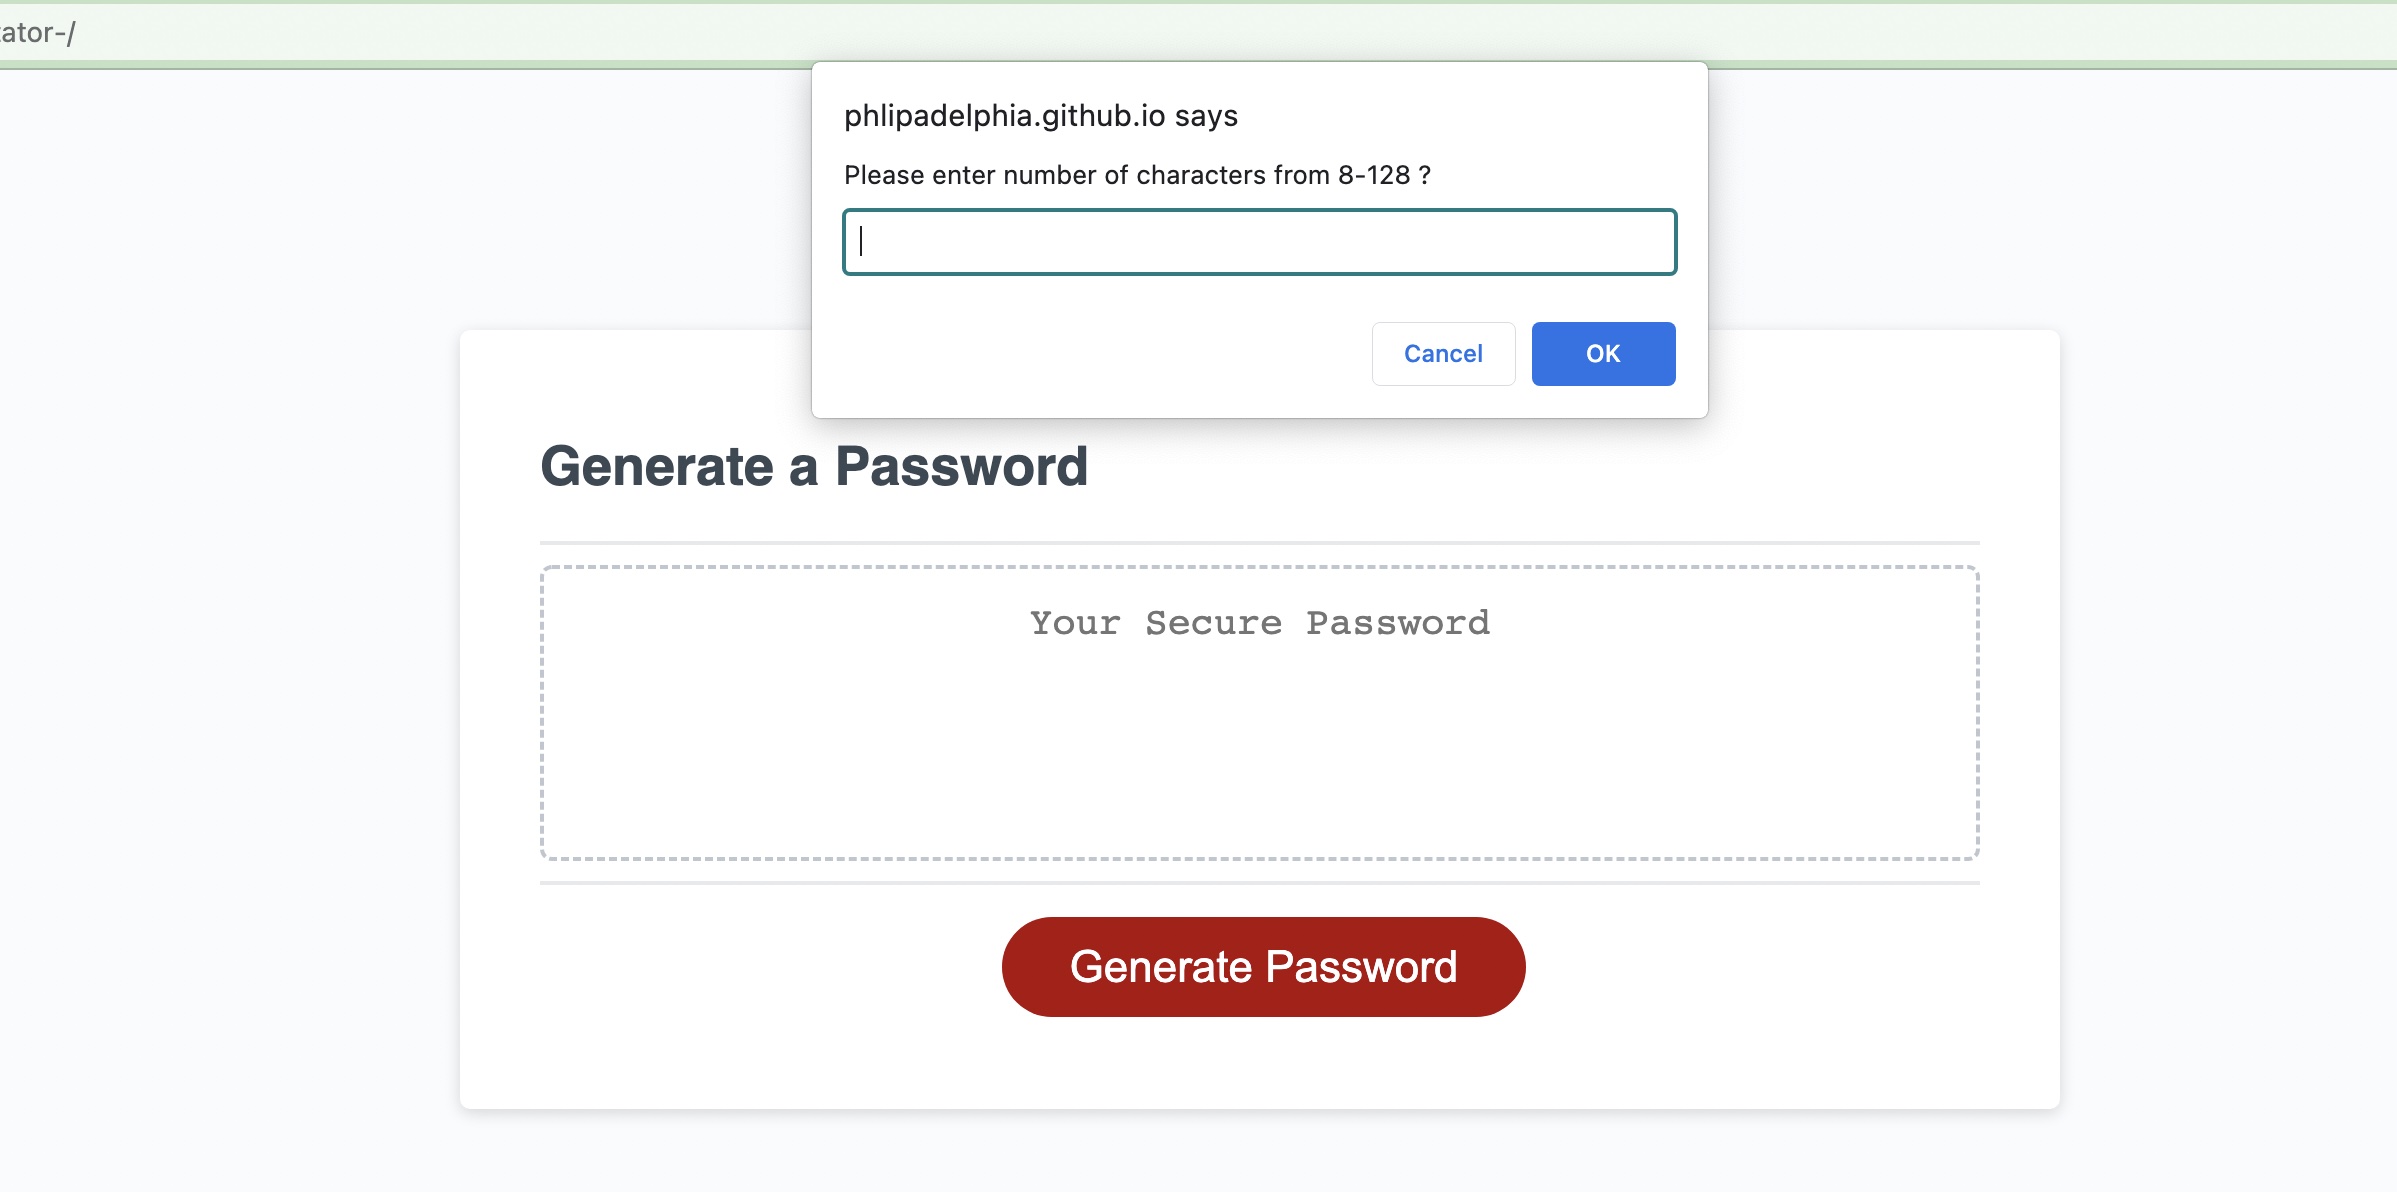 ator-/
phlipadelphia.github.io says
Please enter number of characters from 8-128 ?
Cancel
OK
Generate a Password
Your Secure Password
Generate Password